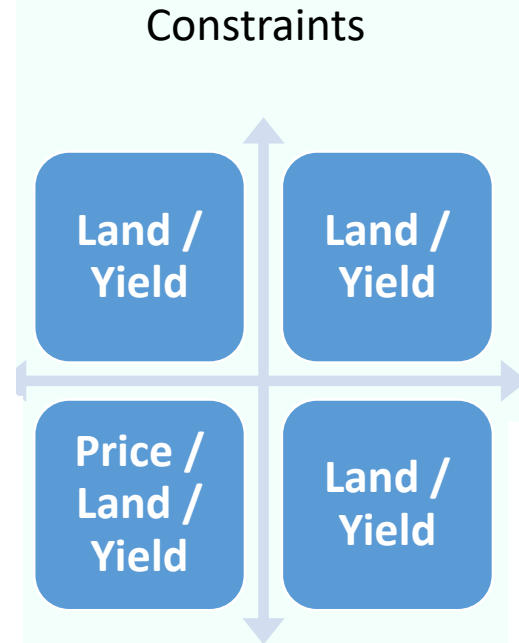 Constraints
Land /
Yield
Land /
Yield
Price /
Land /
Yield
Land /
Yield